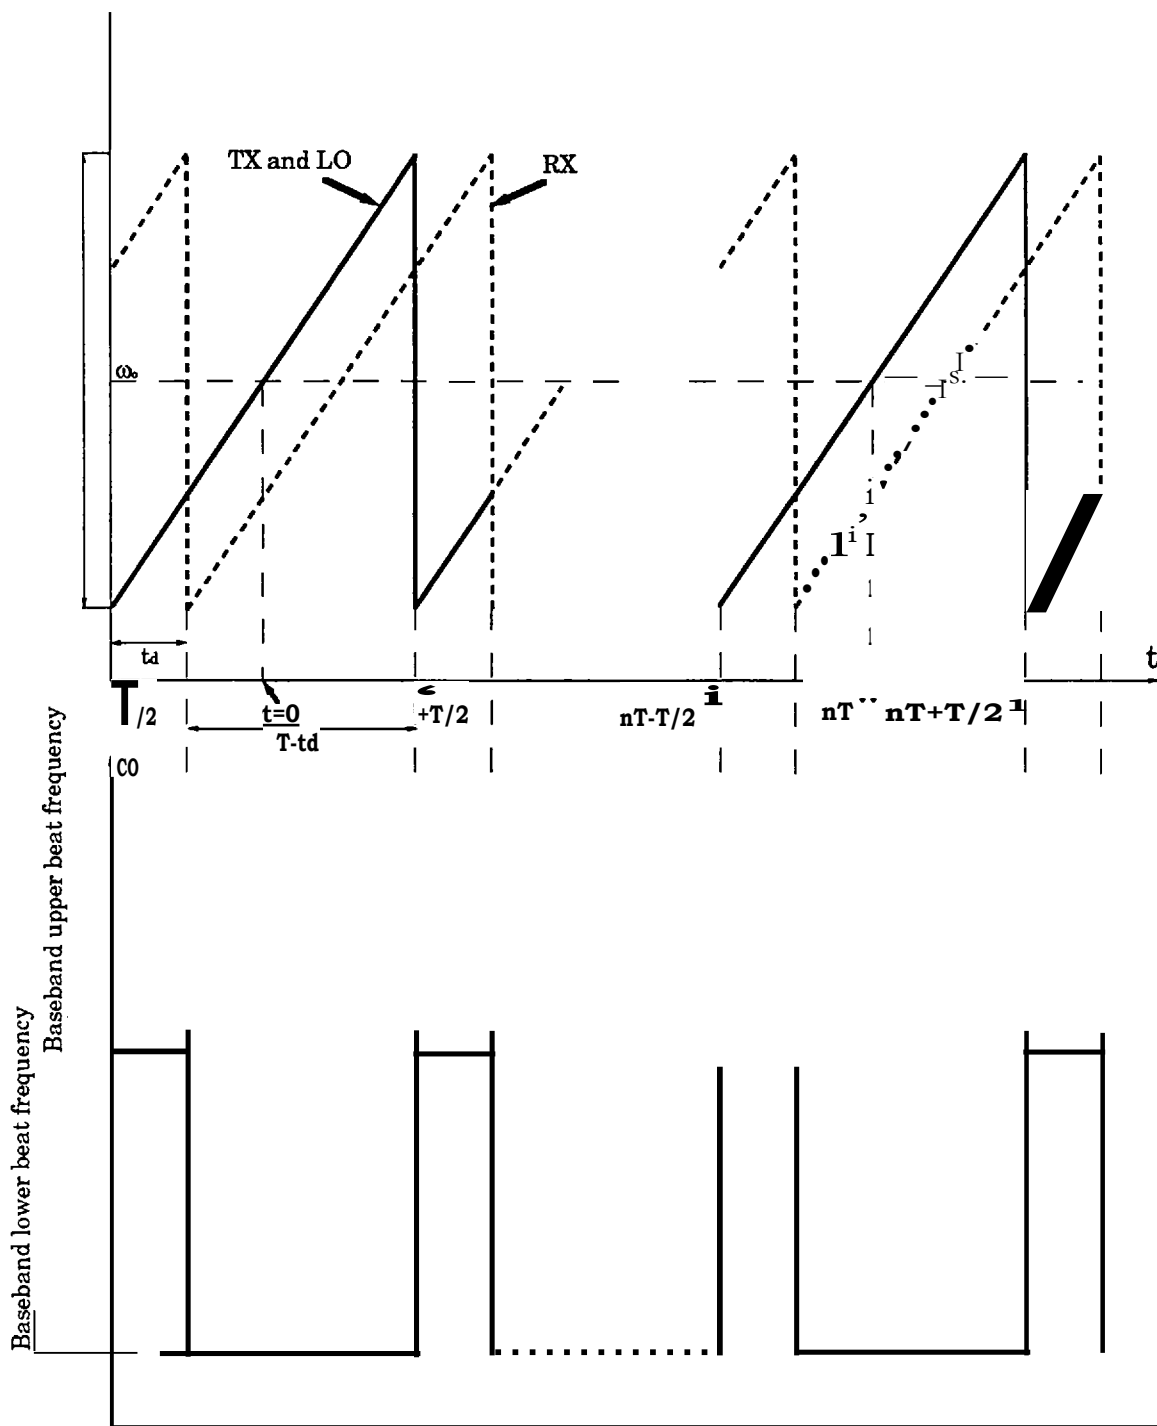 TX and LO
RX
ω₀
td
t
T/2
t=0
+T/2
nT-T/2
nT
nT+T/2
T-td
CO
Baseband upper beat frequency
Baseband lower beat frequency